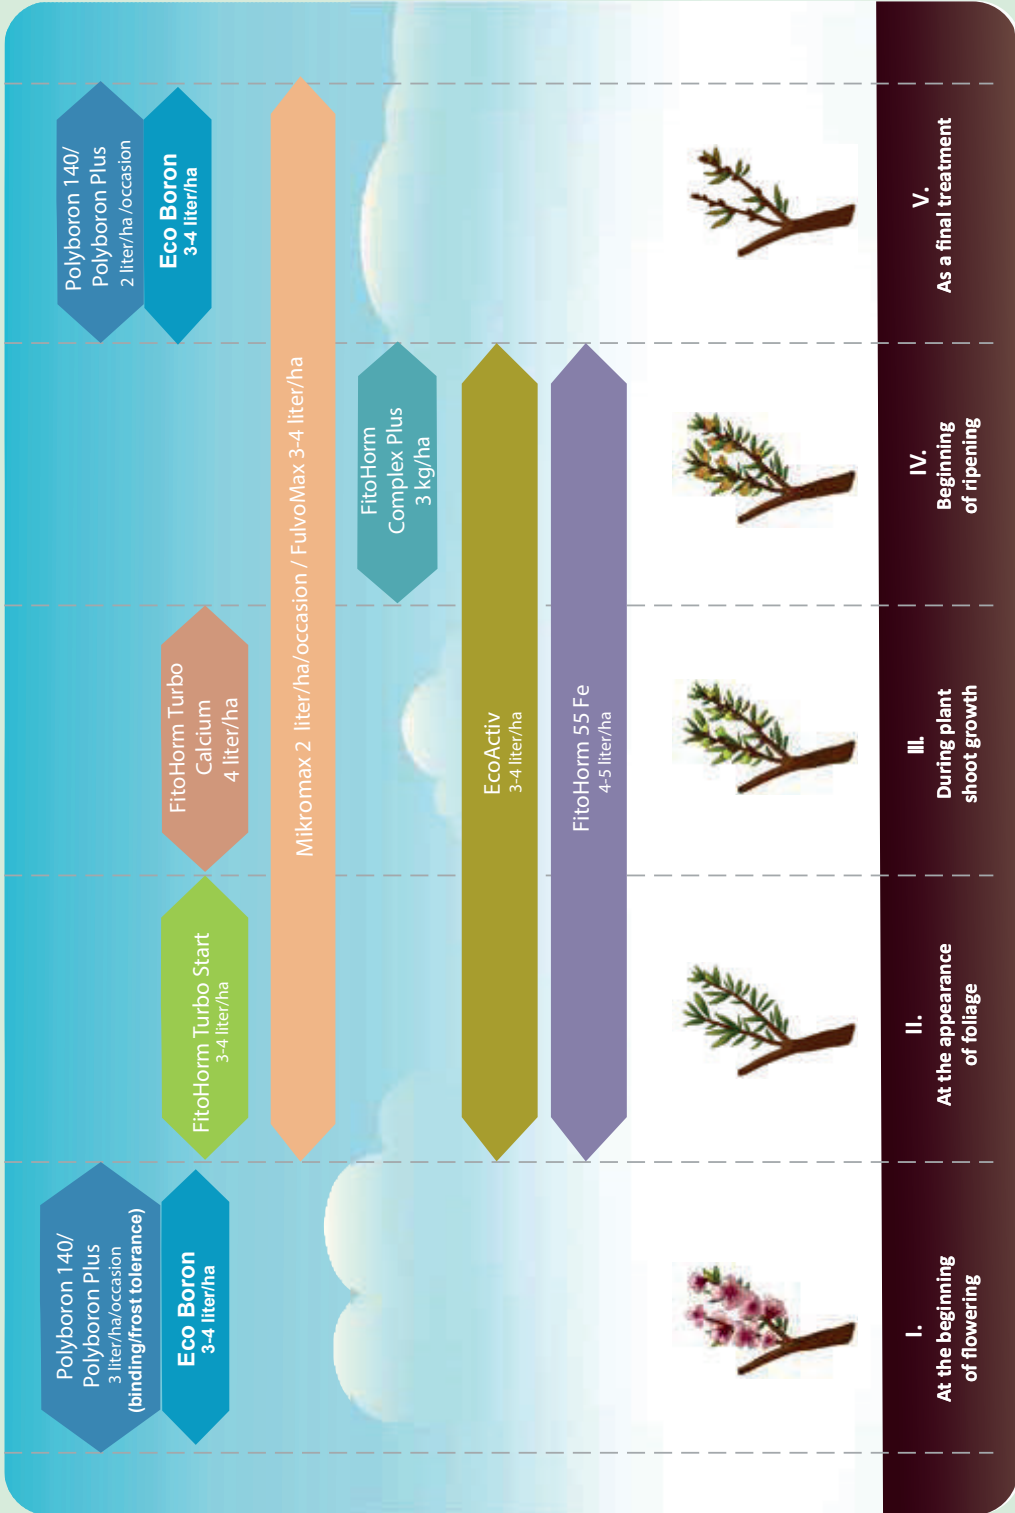 Polyboron 140/
Polyboron Plus
3 liter/ha/occasion
(binding/frost tolerance)
Eco Boron
3-4 liter/ha
FitoHorm Turbo Start
3-4 liter/ha
FitoHorm Turbo
Calcium
4 liter/ha
Polyboron 140/
Polyboron Plus
2 liter/ha /occasion
Eco Boron
3-4 liter/ha
Mikromax 2 liter/ha/occasion / FulvoMax 3-4 liter/ha
FitoHorm
Complex Plus
3 kg/ha
EcoActiv
3-4 liter/ha
FitoHorm 55 Fe
4-5 liter/ha
I.
At the beginning
of flowering
II.
At the appearance
of foliage
III.
During plant
shoot growth
IV.
Beginning
of ripening
V.
As a final treatment